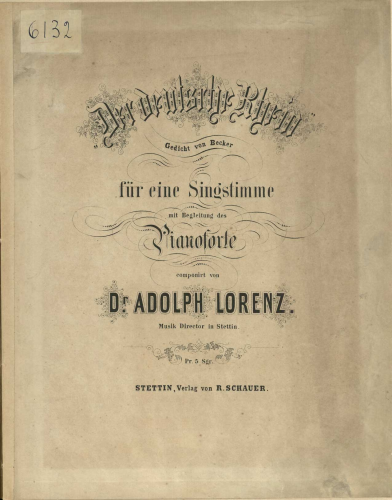 6132
"Der deutsche Rhein"
Gedicht von Becker
für eine Singstimme
mit Begleitung des
Pianoforte
componirt von
Dr. ADOLPH LORENZ.
Musik Director in Stettin.
Pr. 5 Sgr.
STETTIN, Verlag von R. SCHAUER.